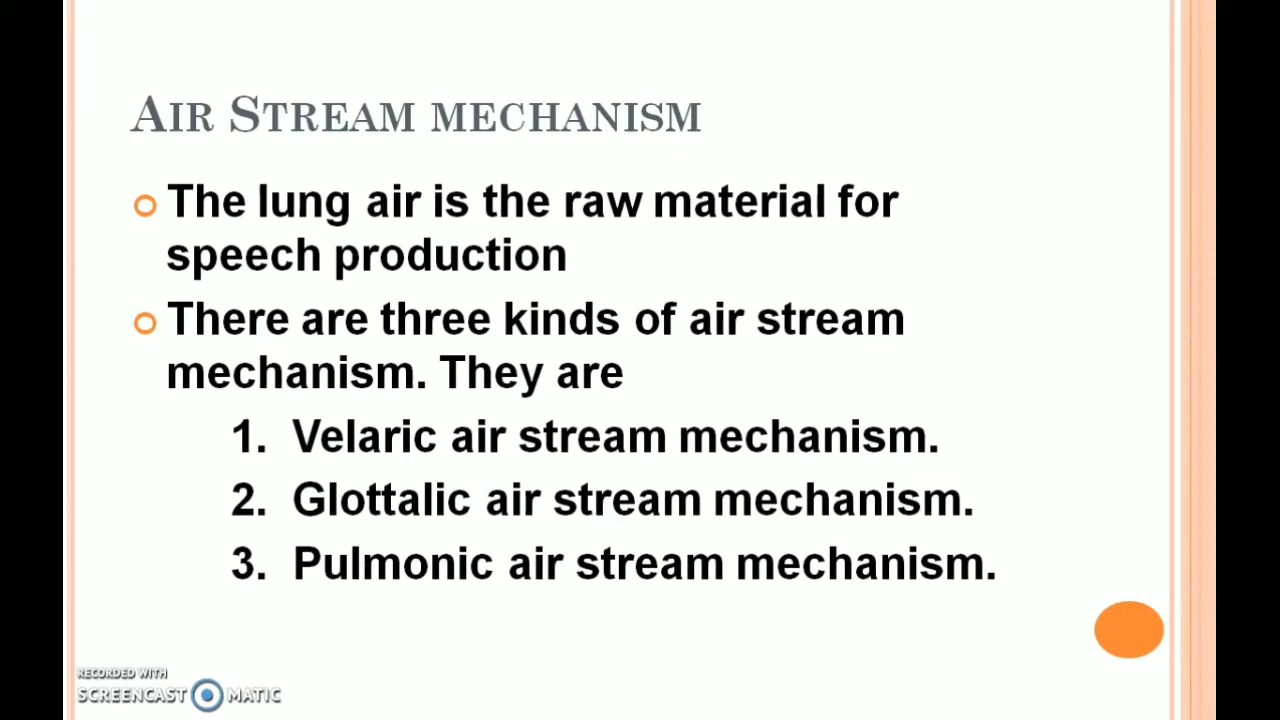 AIR STREAM MECHANISM
The lung air is the raw material for
speech production
There are three kinds of air stream
mechanism. They are
1. Velaric air stream mechanism.
2. Glottalic air stream mechanism.
3. Pulmonic air stream mechanism.
RECORDED WITH
SCREENCAST MATIC